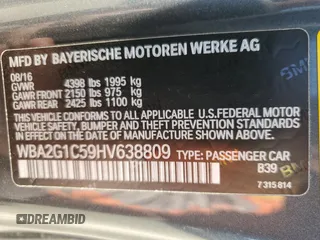 MFD BY BAYERISCHE MOTOREN WERKE AG
08/16
GVWR 4398 lbs 1995 kg
GAWR FRONT 2150 lbs 975 kg
GAWR REAR 2425 lbs 1100 kg
THIS VEHICLE CONFORMS TO ALL APPLICABLE U.S.FEDERAL MOTOR
VEHICLE SAFETY, BUMPER, AND THEFT PREVENTION STANDARDS IN EFFECT ON THE
DATE OF MANUFACTURE SHOWN ABOVE.
WBA2G1C59HV638809 TYPE: PASSENGER CAR
B39
7 315 814
BMW
AUTOBIDMASTER